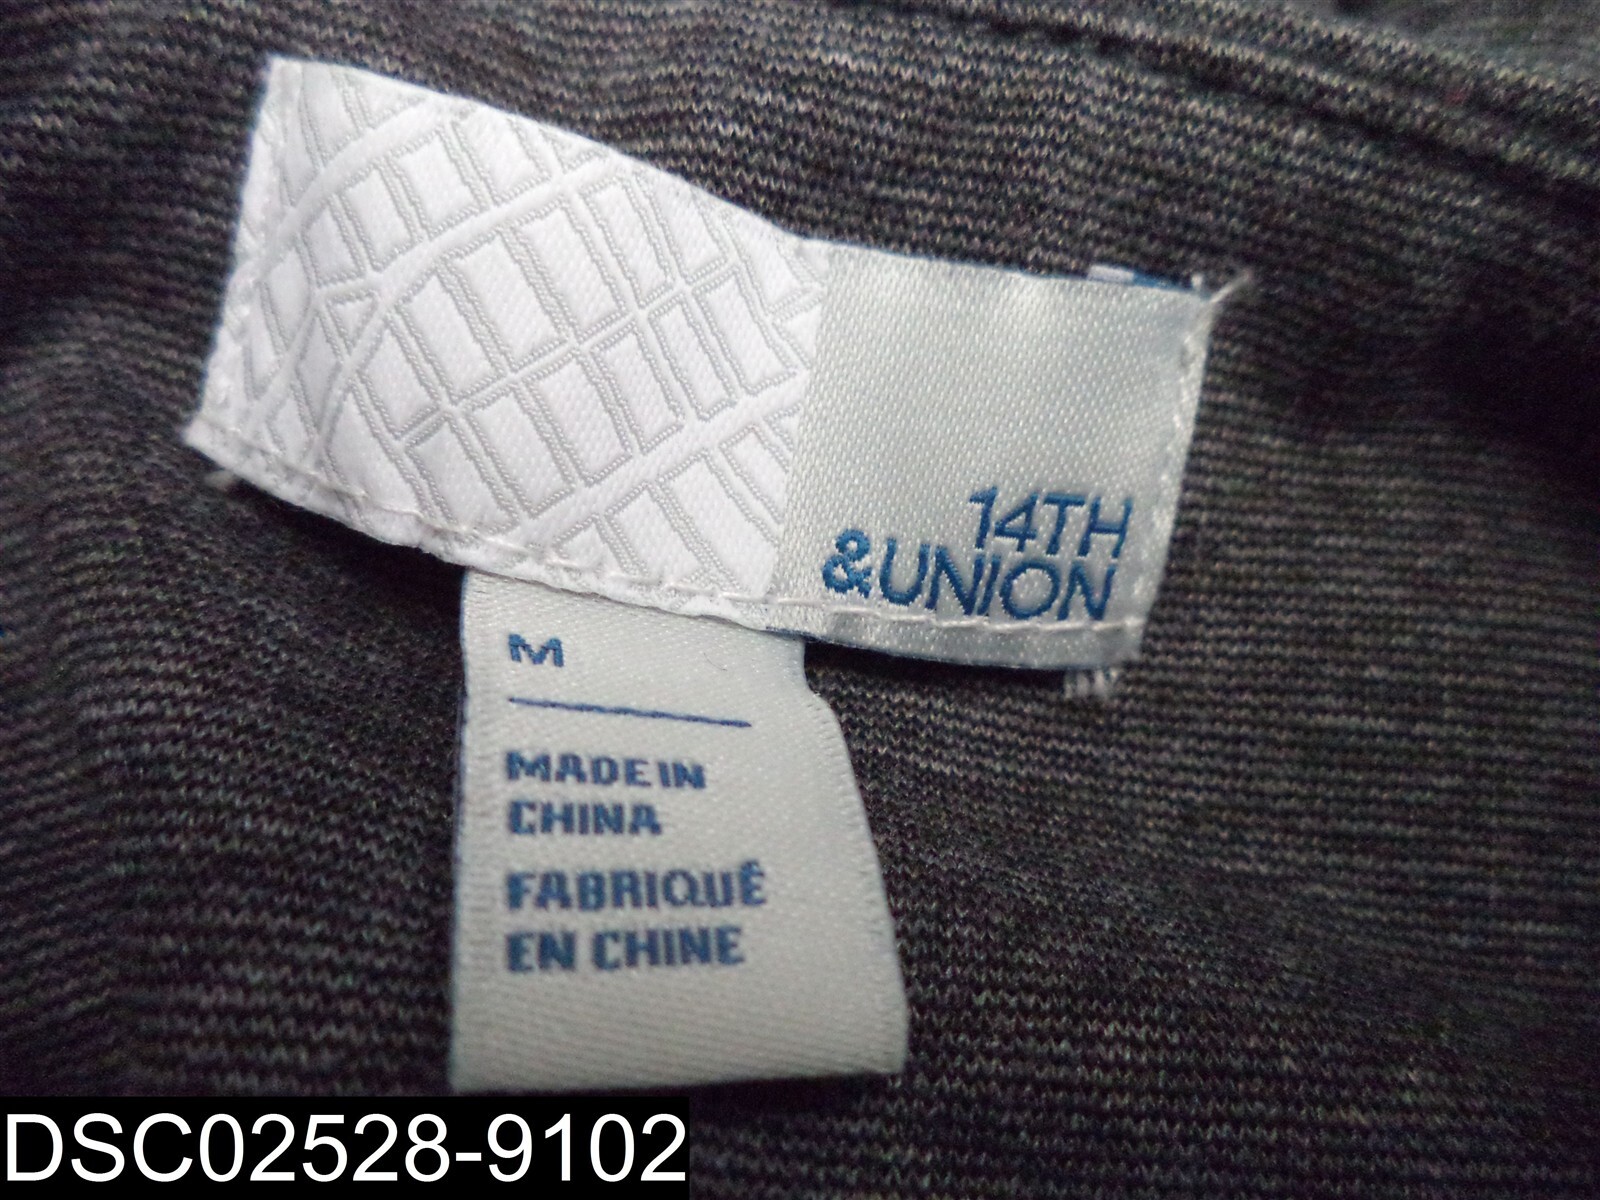 14TH
&UNION
M
MADE IN
CHINA
FABRIQUÉ
EN CHINE
DSC02528-9102